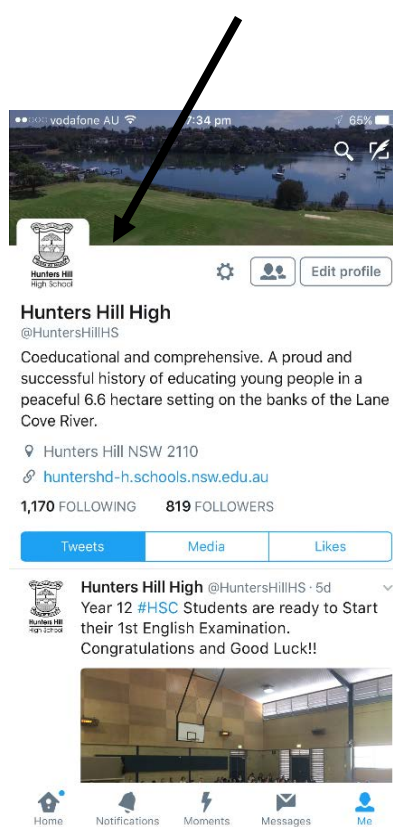 vodafone AU 7:34 pm 65%
Hunters Hill
High School
Edit profile
Hunters Hill High
@HuntersHillHS
Coeducational and comprehensive. A proud and
successful history of educating young people in a
peaceful 6.6 hectare setting on the banks of the Lane
Cove River.
Hunters Hill NSW 2110
huntershd-h.schools.nsw.edu.au
1,170 FOLLOWING 819 FOLLOWERS
Tweets Media Likes
Hunters Hill High @HuntersHillHS · 5d
Year 12 #HSC Students are ready to Start
their 1st English Examination.
Congratulations and Good Luck!!
Hunters Hill
High School
Home Notifications Moments Messages Me